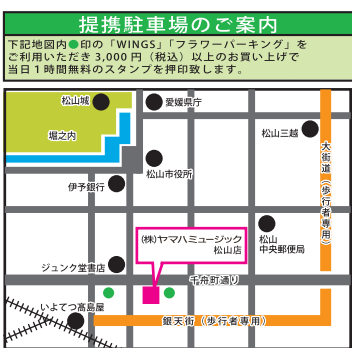 提携駐車場のご案内
下記地図内●印の「WINGS」「フラワーパーキング」を
ご利用いただき3,000円（税込）以上のお買い上げで
当日1時間無料のスタンプを押印致します。
松山城
愛媛県庁
堀之内
松山三越
大街道（歩行者専用）
松山市役所
伊予銀行
(株)ヤマハミュージック
松山店
松山
中央郵便局
ジュンク堂書店
千舟町通り
いよてつ髙島屋
銀天街（歩行者専用）